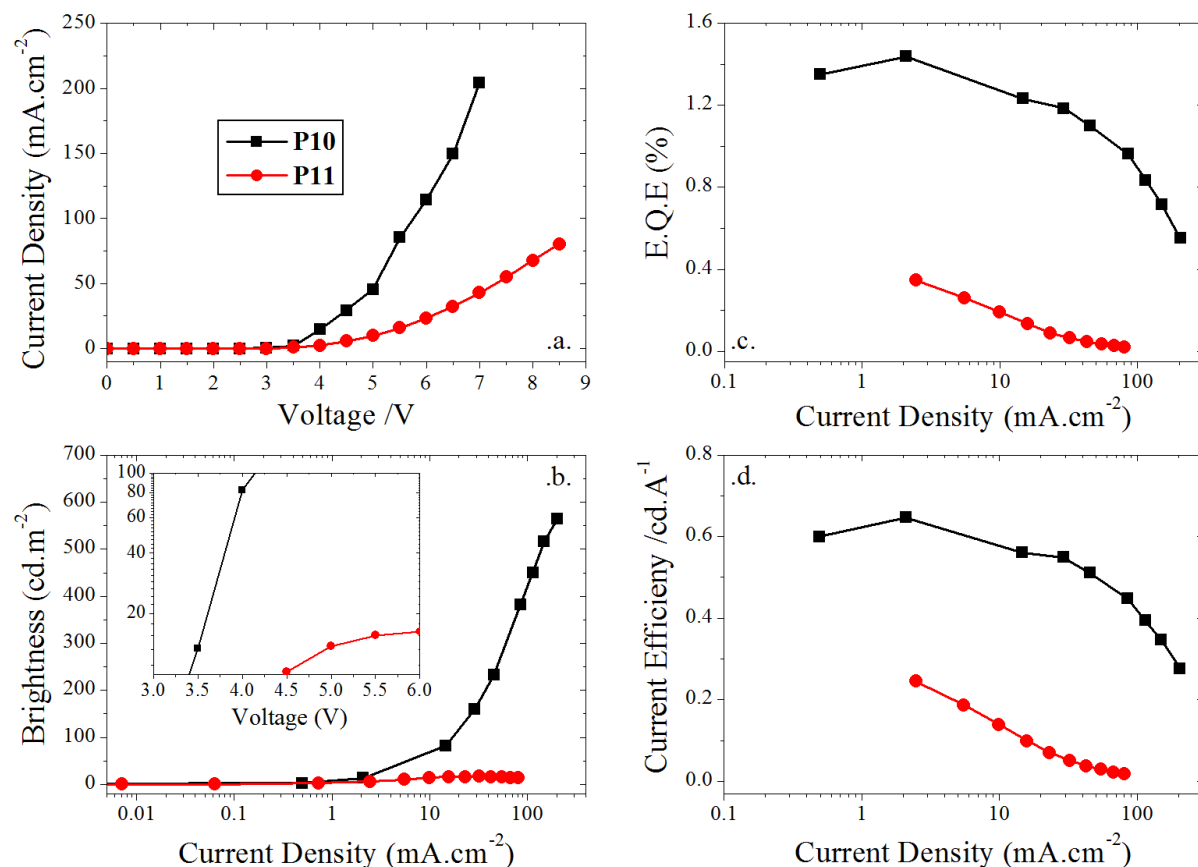 250
200
150
100
50
0
Current Density (mA.cm-2)
P10
P11
.a.
0 1 2 3 4 5 6 7 8 9
Voltage /V
1.6
1.2
0.8
0.4
0.0
E.Q.E (%)
.c.
0.1 1 10 100
Current Density (mA.cm-2)
700
600
500
400
300
200
100
0
Brightness (cd.m-2)
.b.
100
80
60
40
20
3.0 3.5 4.0 4.5 5.0 5.5 6.0
Voltage (V)
0.01 0.1 1 10 100
Current Density (mA.cm-2)
0.8
0.6
0.4
0.2
0.0
Current Efficieny /cd.A-1
.d.
0.1 1 10 100
Current Density (mA.cm-2)